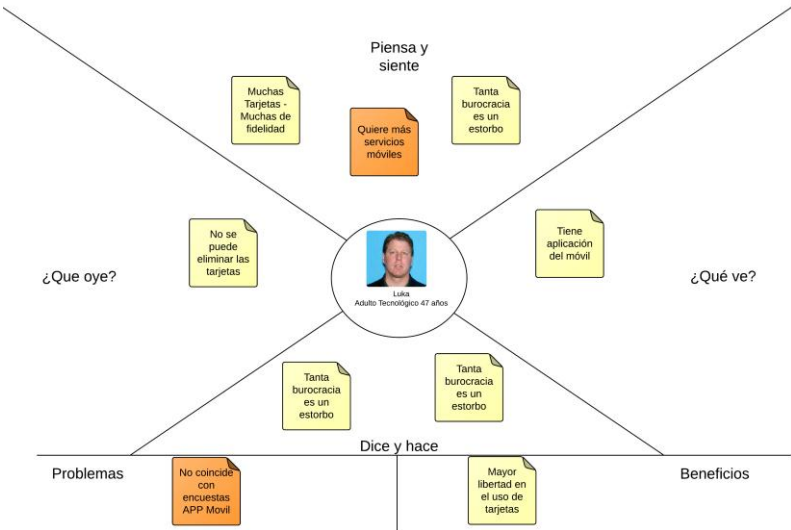 Piensa y
siente
Muchas
Tarjetas -
Muchas de
fidelidad
Quiere más
servicios
móviles
Tanta
burocracia
es un
estorbo
¿Que oye?
No se
puede
eliminar las
tarjetas
Luka
Adulto Tecnológico 47 años
Tiene
aplicación
del móvil
¿Qué ve?
Tanta
burocracia
es un
estorbo
Tanta
burocracia
es un
estorbo
Dice y hace
Problemas
No coincide
con
encuestas
APP Movil
Mayor
libertad en
el uso de
tarjetas
Beneficios